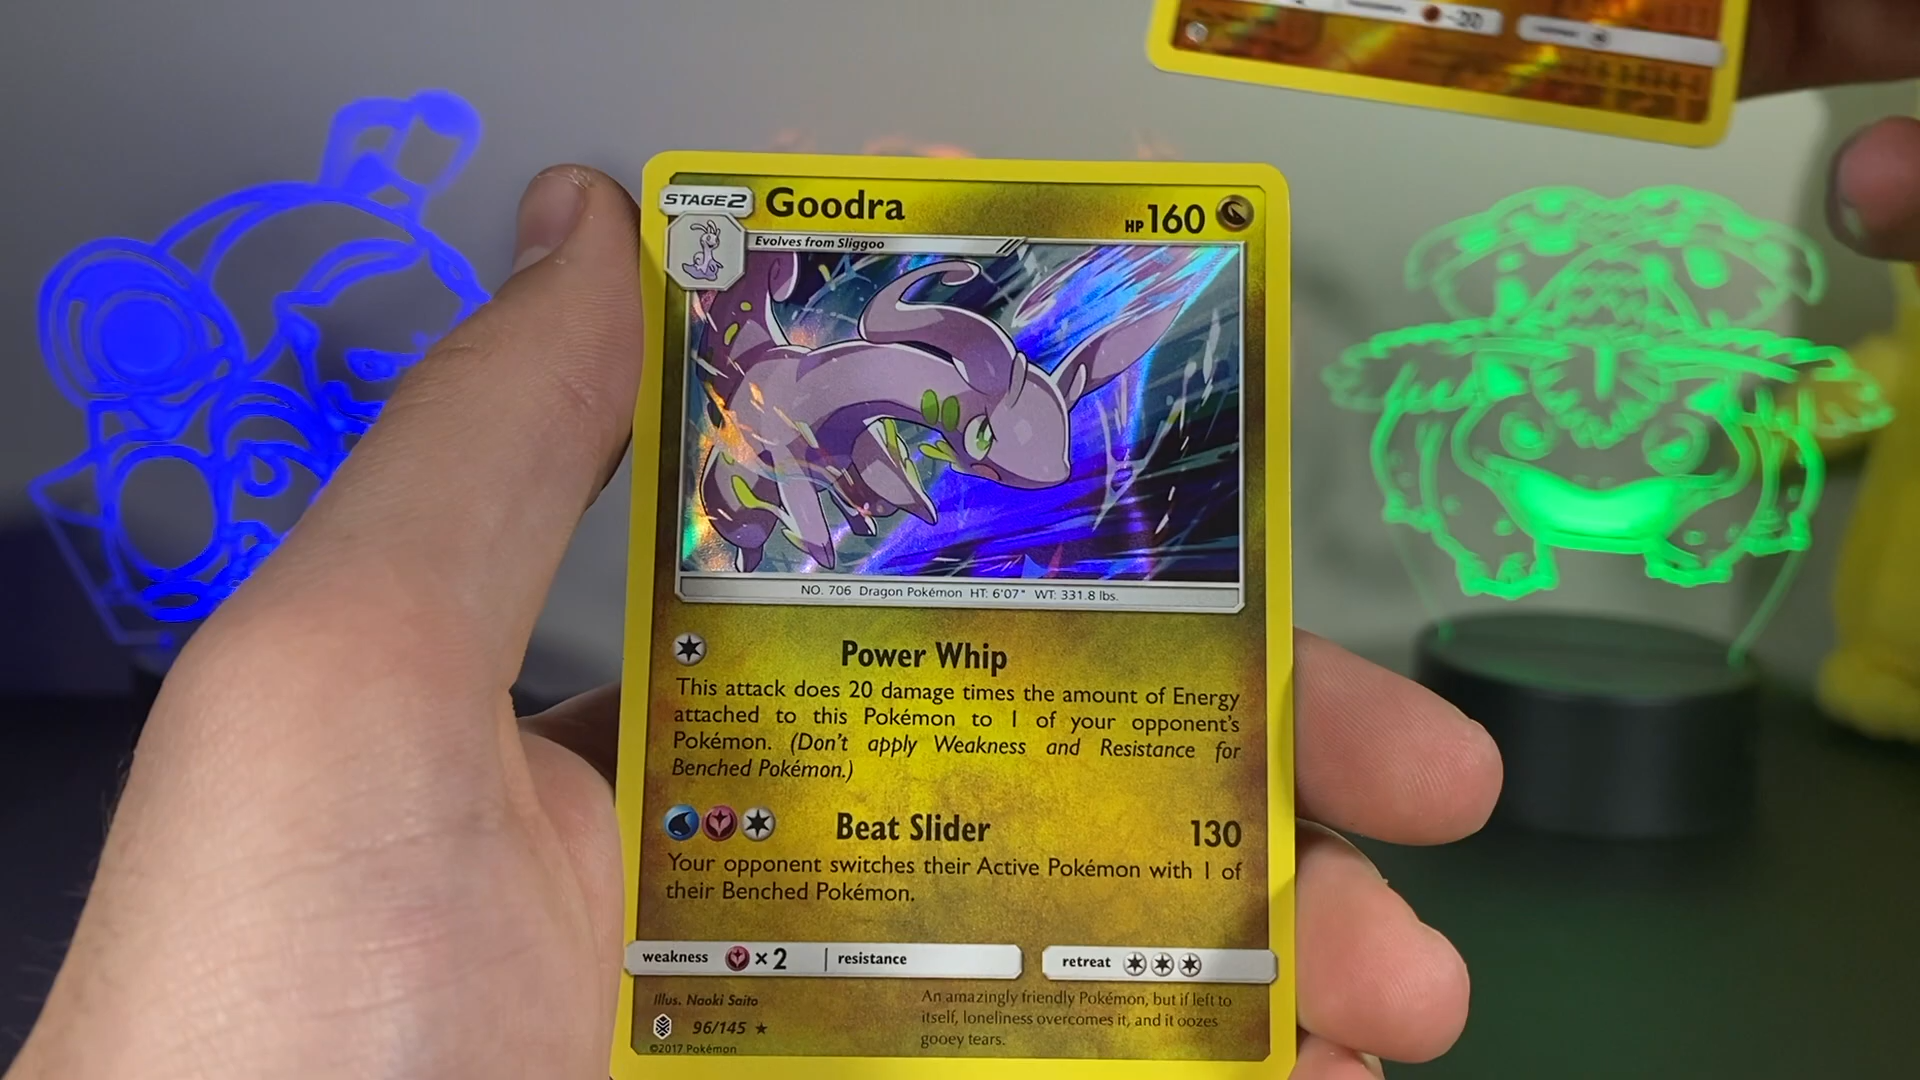 -20
STAGE2 Goodra HP160
Evolves from Sliggoo
NO. 706 Dragon Pokémon HT: 6'07" WT: 331.8 lbs.
Power Whip
This attack does 20 damage times the amount of Energy
attached to this Pokémon to 1 of your opponent's
Pokémon. (Don't apply Weakness and Resistance for
Benched Pokémon.)
Beat Slider 130
Your opponent switches their Active Pokémon with 1 of
their Benched Pokémon.
weakness ×2 resistance retreat
Illus. Naoki Saito
96/145
©2017 Pokémon
An amazingly friendly Pokémon, but if left to
itself, loneliness overcomes it, and it oozes
gooey tears.